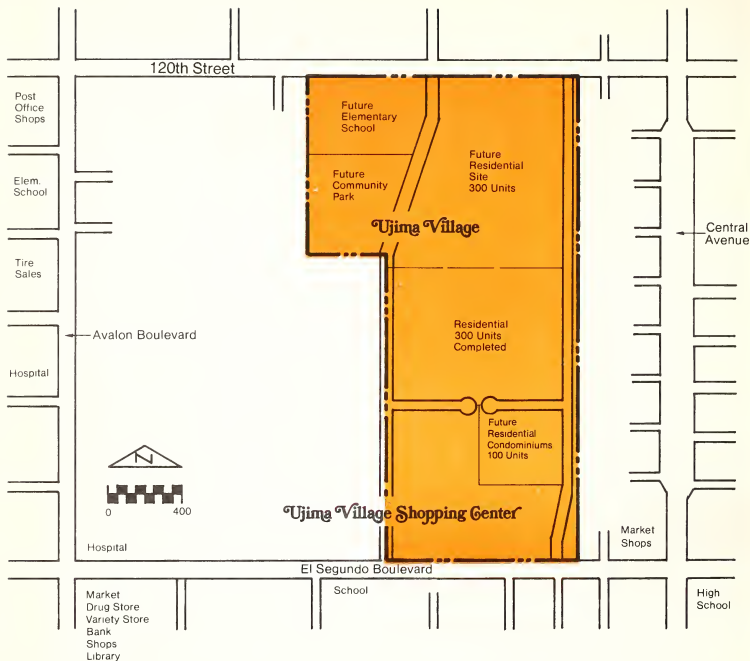 120th Street
Post
Office
Shops
Elem.
School
Tire
Sales
Avalon Boulevard
Hospital
Future
Elementary
School
Future
Community
Park
Future
Residential
Site
300 Units
Ujima Village
Central
Avenue
Residential
300 Units
Completed
Future
Residential
Condominiums
100 Units
N
0 400
Ujima Village Shopping Center
Hospital
Market
Shops
El Segundo Boulevard
Market
Drug Store
Variety Store
Bank
Shops
Library
School
High
School